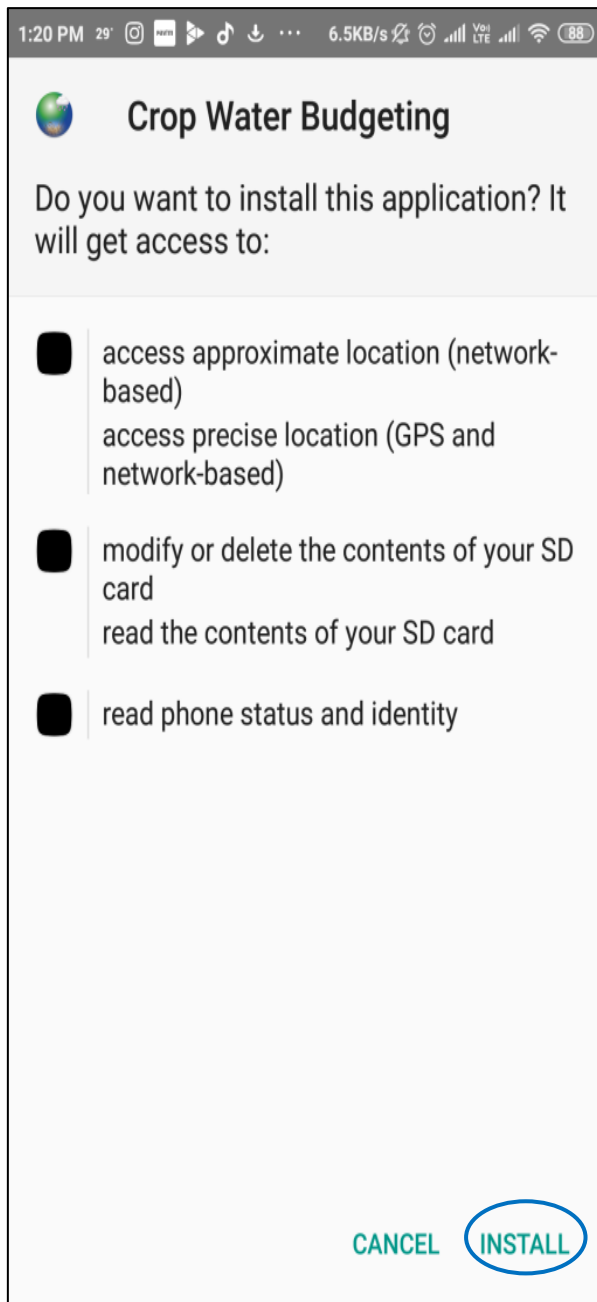 1:20 PM 29° ... 6.5KB/s Voi LTE 88
Crop Water Budgeting
Do you want to install this application? It
will get access to:
access approximate location (network-
based)
access precise location (GPS and
network-based)
modify or delete the contents of your SD
card
read the contents of your SD card
read phone status and identity
CANCEL INSTALL